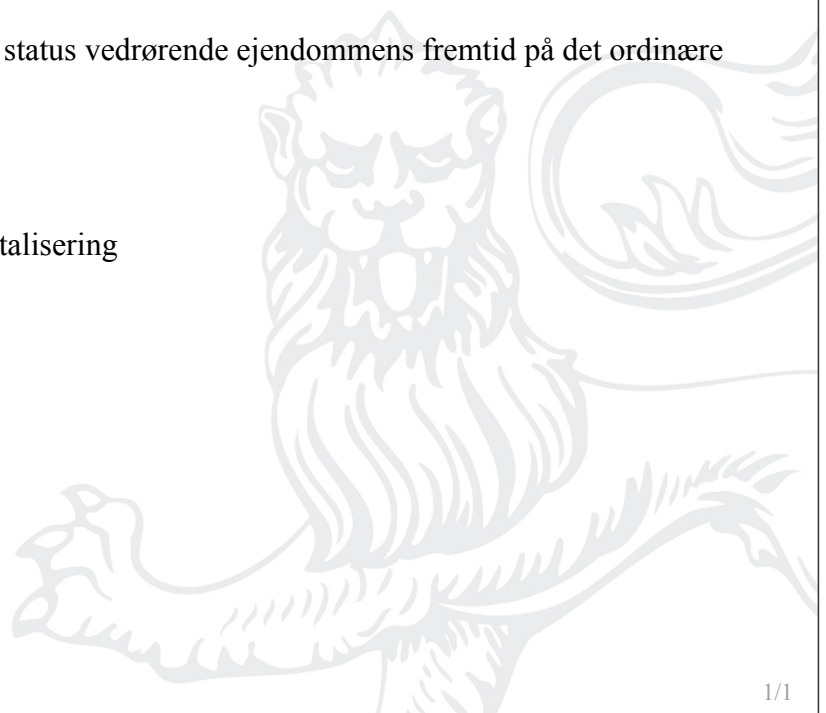 status vedrørende ejendommens fremtid på det ordinære
talisering
1/1